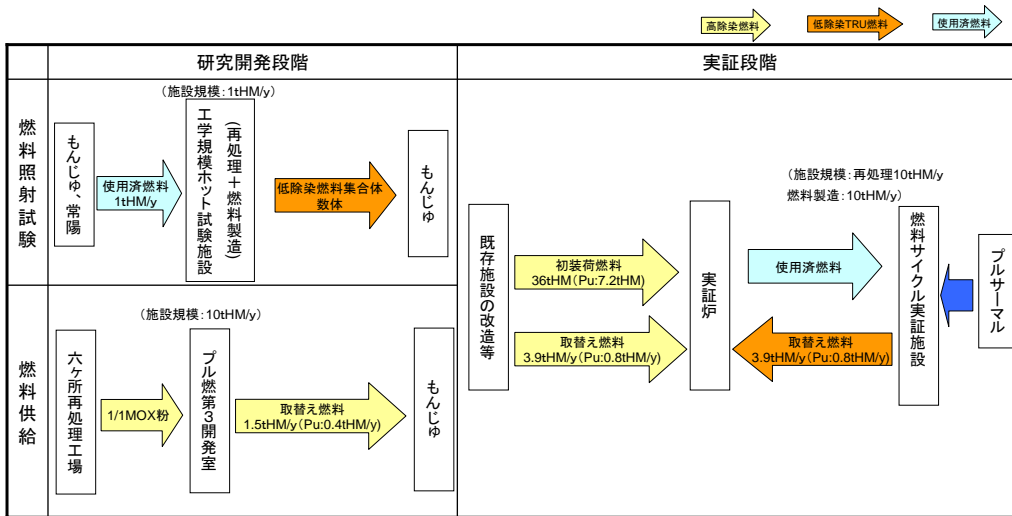 高除染燃料
低除染TRU燃料
使用済燃料
研究開発段階
実証段階
燃料照射試験
もんじゅ、常陽
使用済燃料
1tHM/y
(施設規模:1tHM/y)
工学規模ホット試験施設
(再処理+燃料製造)
低除染燃料集合体
数体
もんじゅ
燃料供給
六ヶ所再処理工場
1/1MOX粉
(施設規模:10tHM/y)
プル燃第3開発室
取替え燃料
1.5tHM/y(Pu:0.4tHM/y)
もんじゅ
既存施設の改造等
初装荷燃料
36tHM(Pu:7.2tHM)
取替え燃料
3.9tHM/y(Pu:0.8tHM/y)
実証炉
使用済燃料
取替え燃料
3.9tHM/y(Pu:0.8tHM/y)
(施設規模:再処理10tHM/y
燃料製造:10tHM/y)
燃料サイクル実証施設
プルサーマル